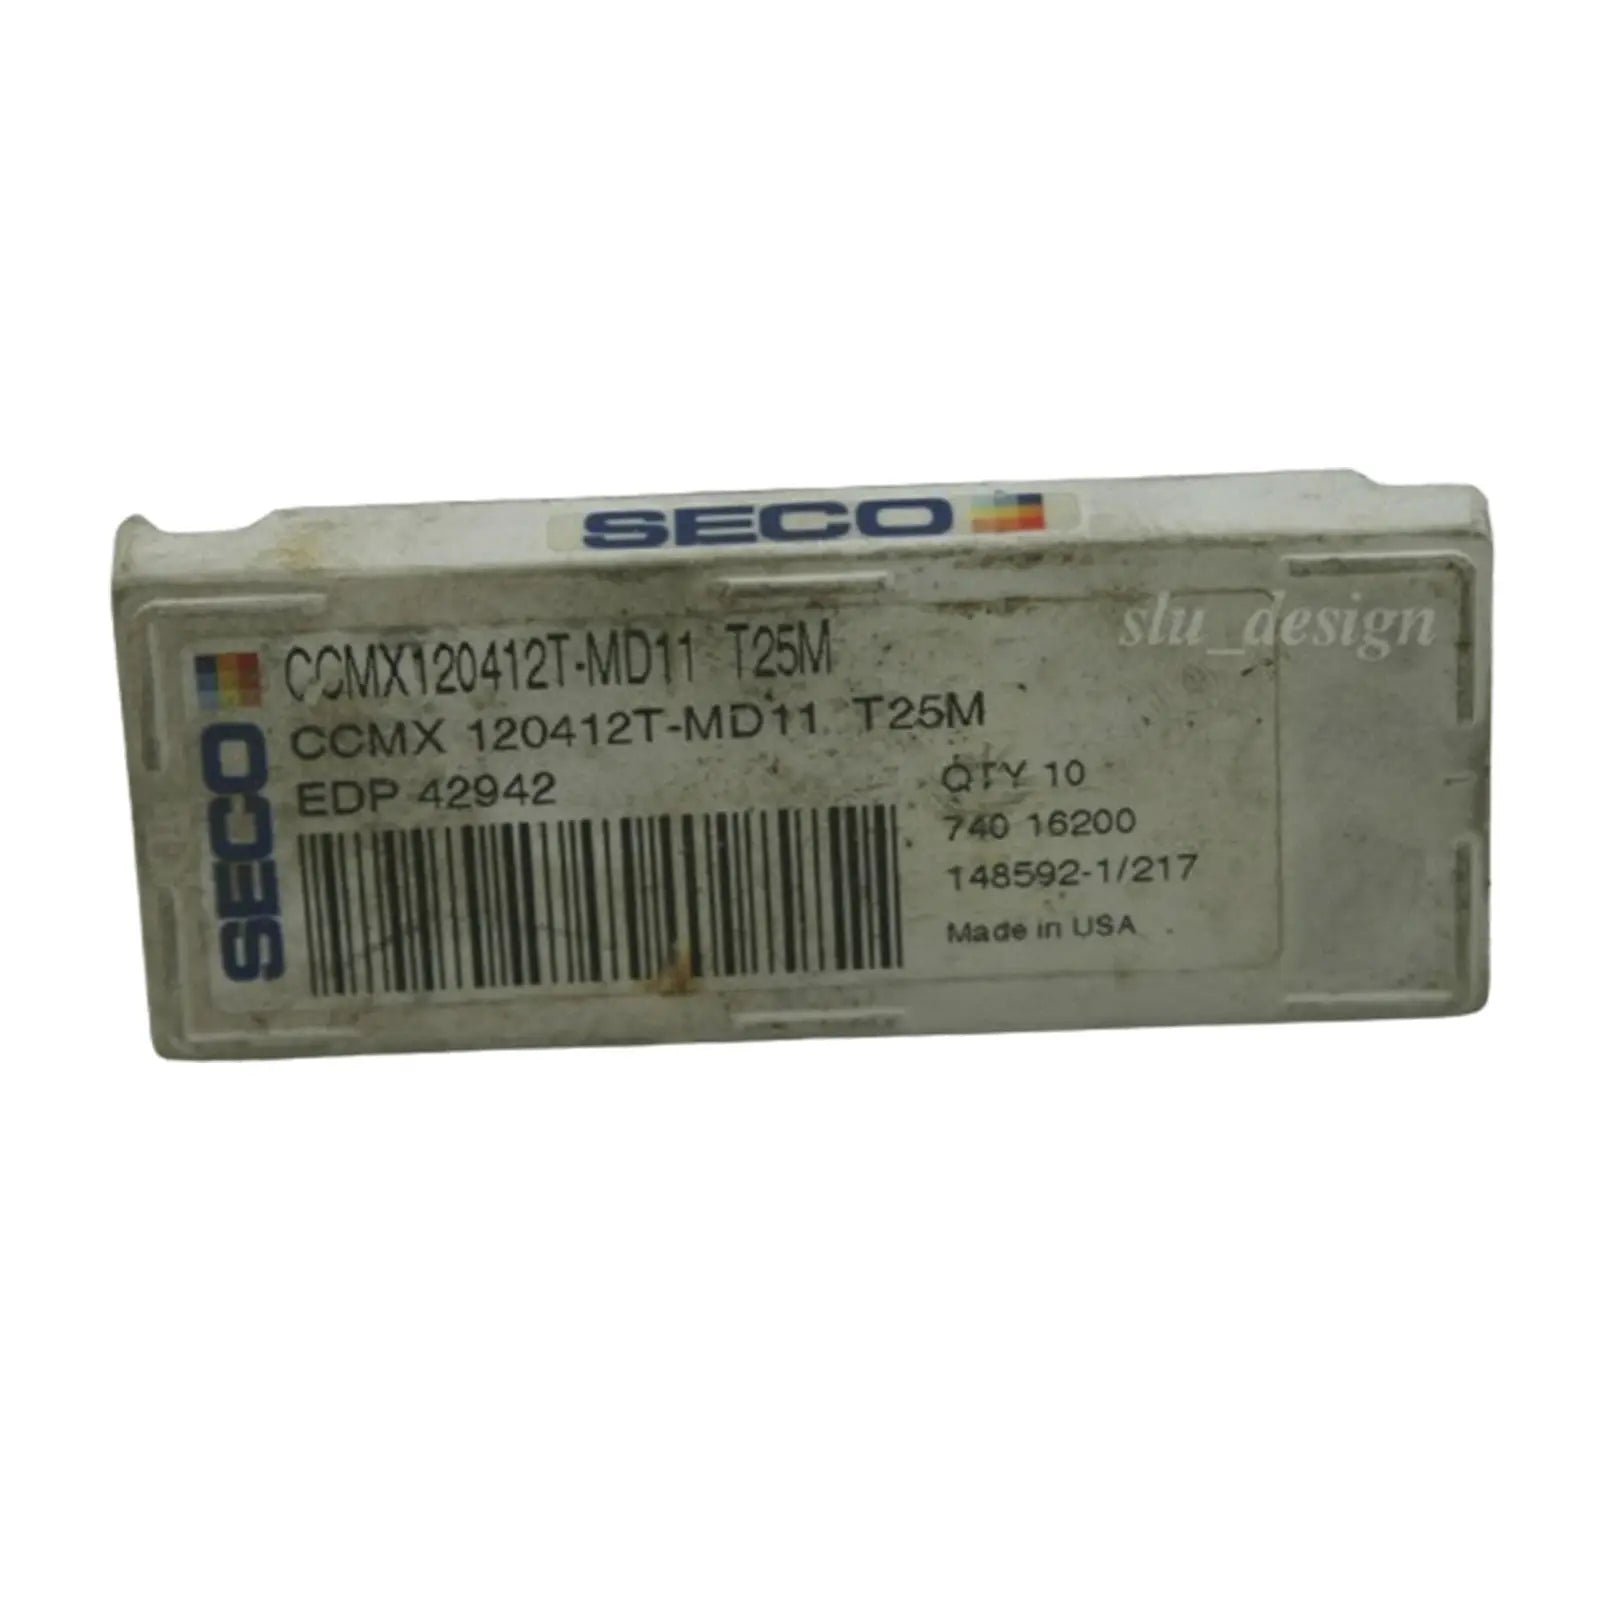 SECO
slu_design
CCMX120412T-MD11 T25M
CCMX 120412T-MD11 T25M
EDP 42942
QTY 10
740 16200
148592-1/217
Made in USA
SECO